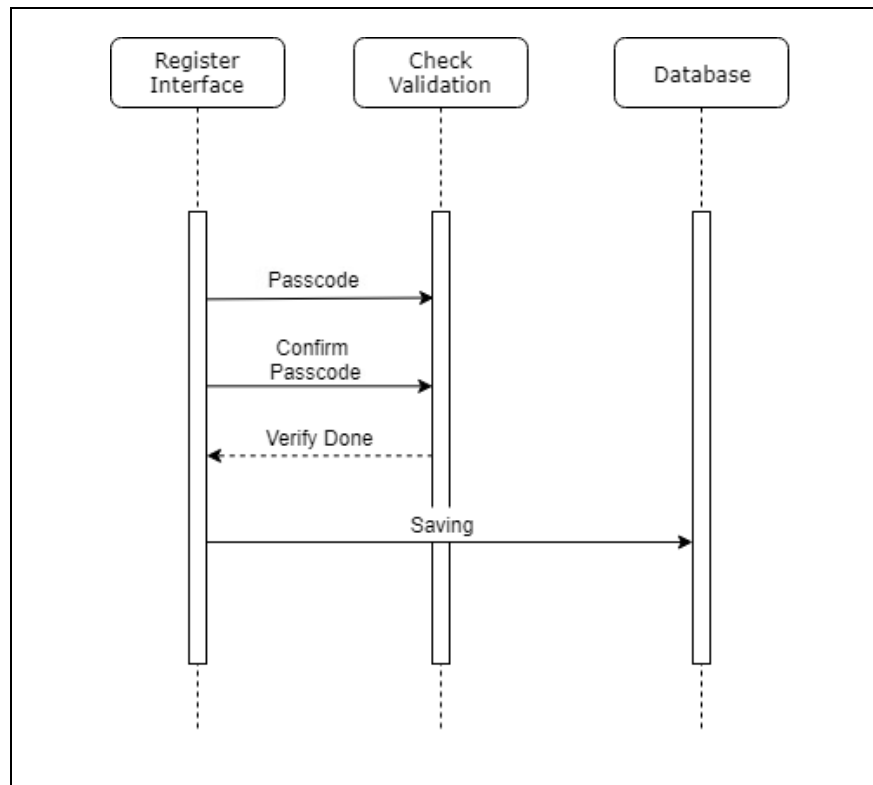 Register
Interface
Check
Validation
Database
Passcode
Confirm
Passcode
Verify Done
Saving